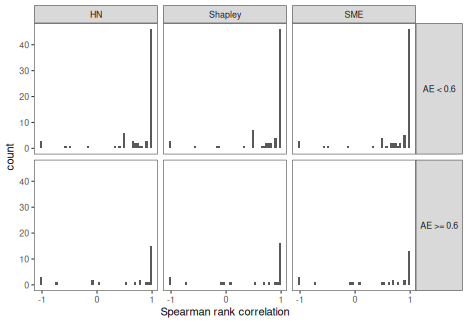 HN Shapley SME
40
30
20
10
0
AE < 0.6
40
30
20
10
0
AE >= 0.6
count
-1 0 1 -1 0 1 -1 0 1
Spearman rank correlation